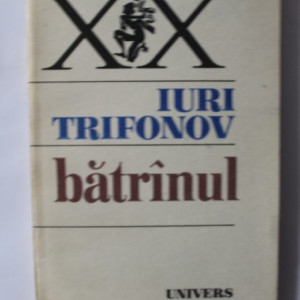 XX
IURI
TRIFONOV
bătrînul
UNIVERS